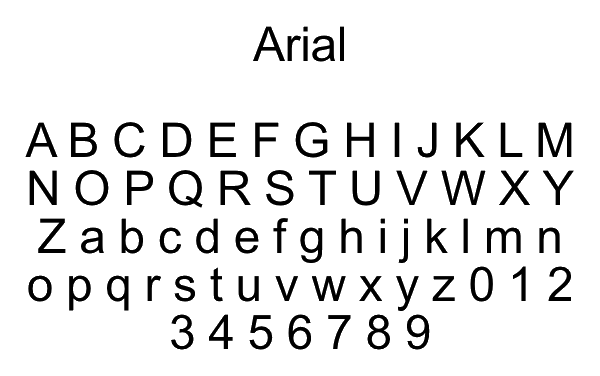 Arial
A B C D E F G H I J K L M
N O P Q R S T U V W X Y
Z a b c d e f g h i j k l m n
o p q r s t u v w x y z 0 1 2
3 4 5 6 7 8 9